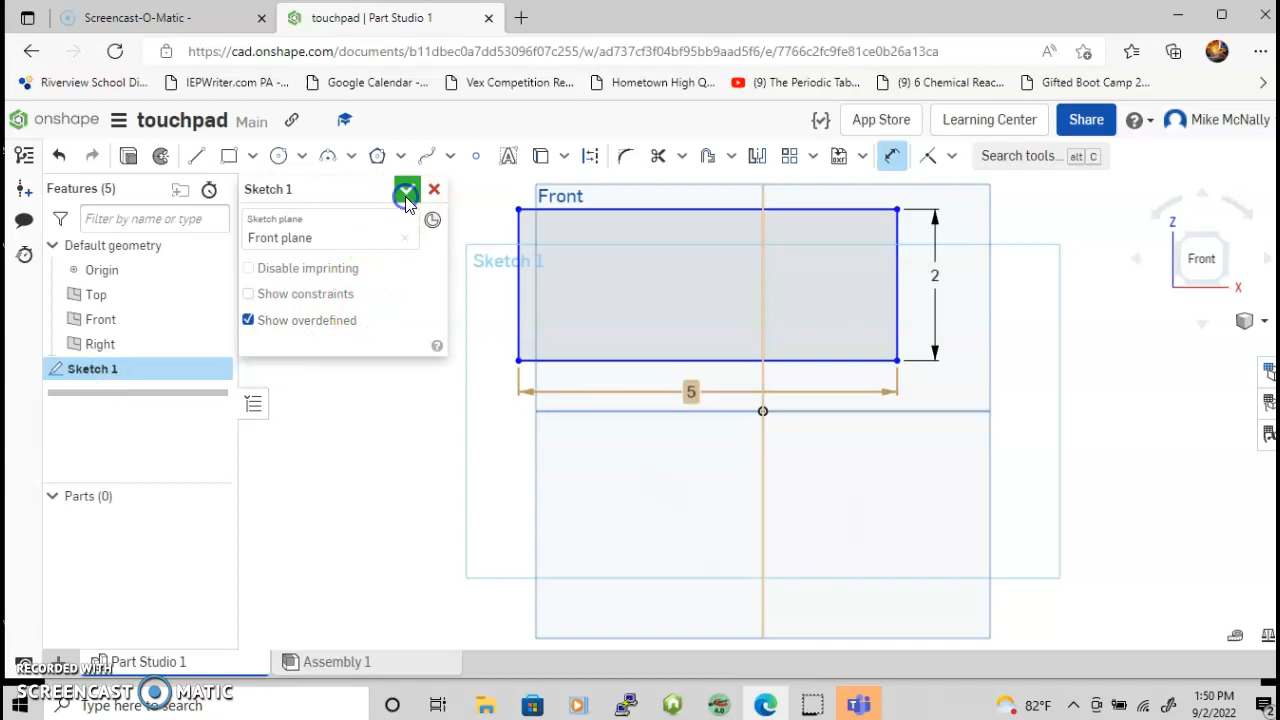 Screencast-O-Matic -
touchpad | Part Studio 1
https://cad.onshape.com/documents/b11dbec0a7dd53096f07c255/w/ad737cf3f04bf95bb9aad5f6/e/7766c2fc9fe81ce0b26a13ca
Riverview School Di...
IEPWriter.com PA -...
Google Calendar -...
Vex Competition Re...
Hometown High Q...
(9) The Periodic Tab...
(9) 6 Chemical Reac...
Gifted Boot Camp 2...
onshape
touchpad Main
App Store
Learning Center
Share
Mike McNally
Search tools... alt C
Features (5)
Sketch 1
Filter by name or type
Sketch plane
Front plane
Default geometry
Origin
Disable imprinting
Top
Show constraints
Front
Show overdefined
Right
Sketch 1
Parts (0)
Front
Sketch 1
2
5
Z
Front
X
Part Studio 1
Assembly 1
RECORDED WITH
SCREENCAST MATIC
Type here to search
82°F
1:50 PM
9/2/2022